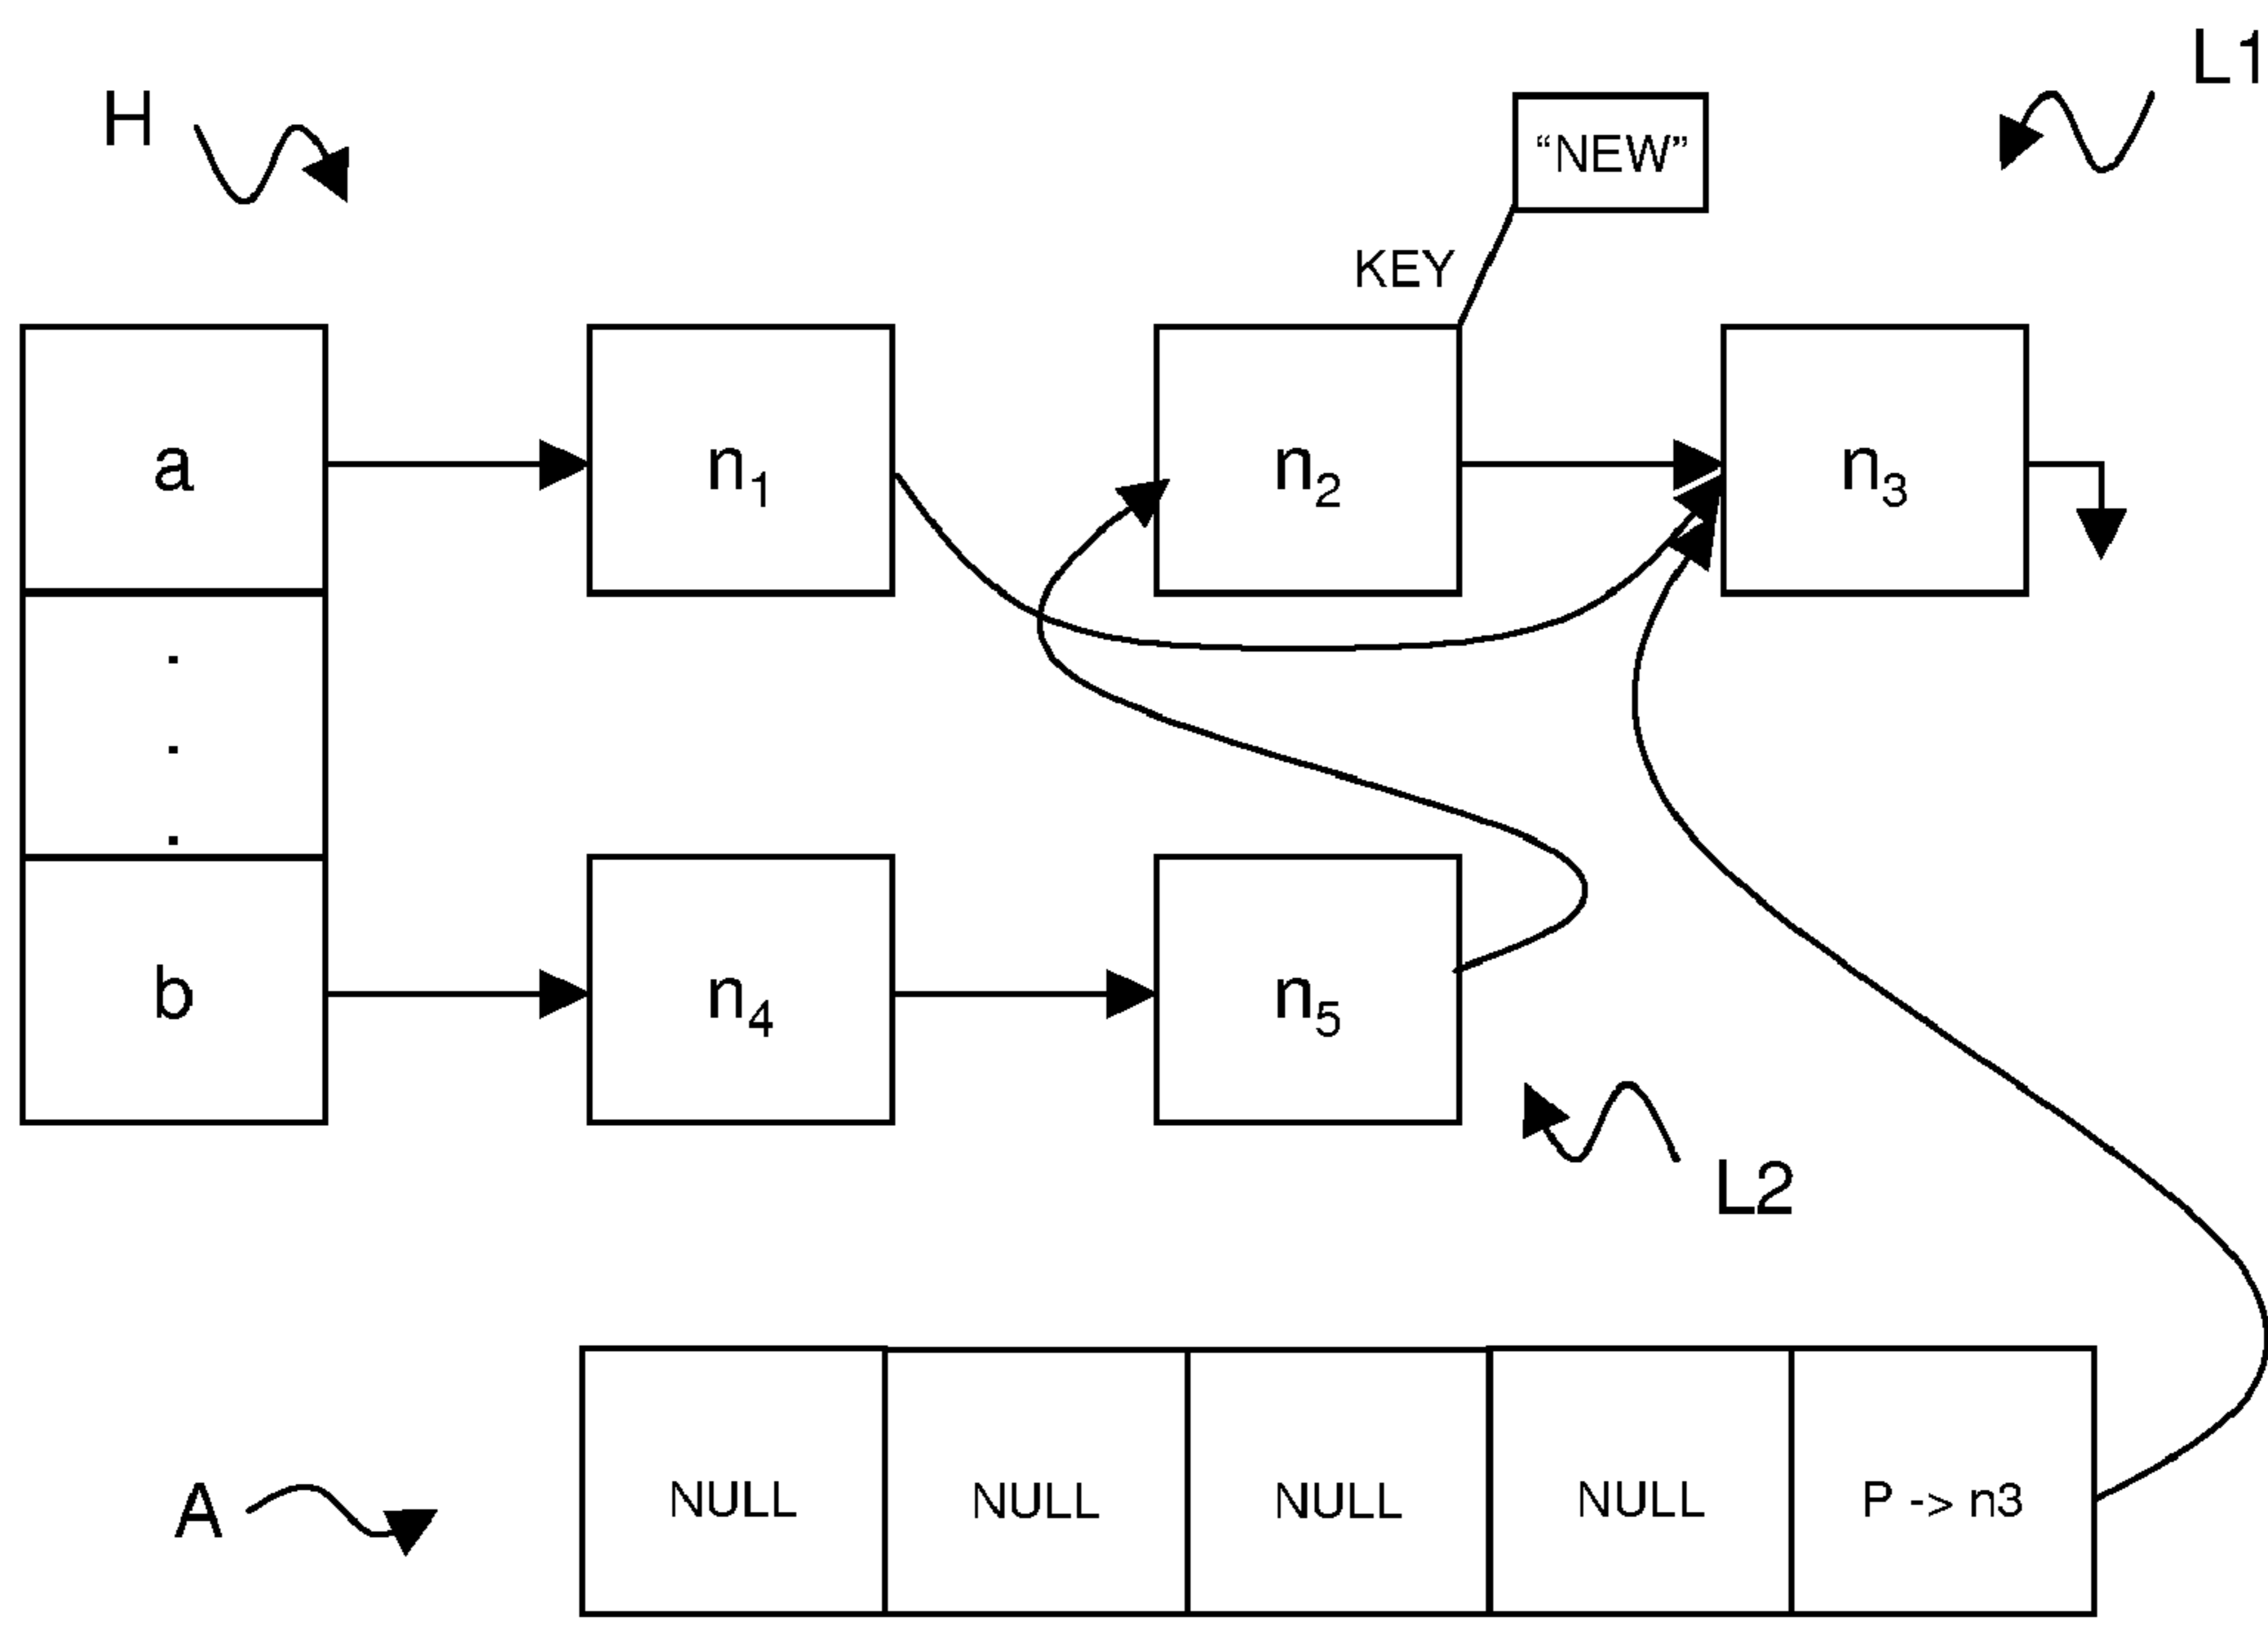 L1
H
“NEW”
KEY
a
n1
n2
n3
.
.
.
b
n4
n5
L2
A
NULL
NULL
NULL
NULL
P -> n3